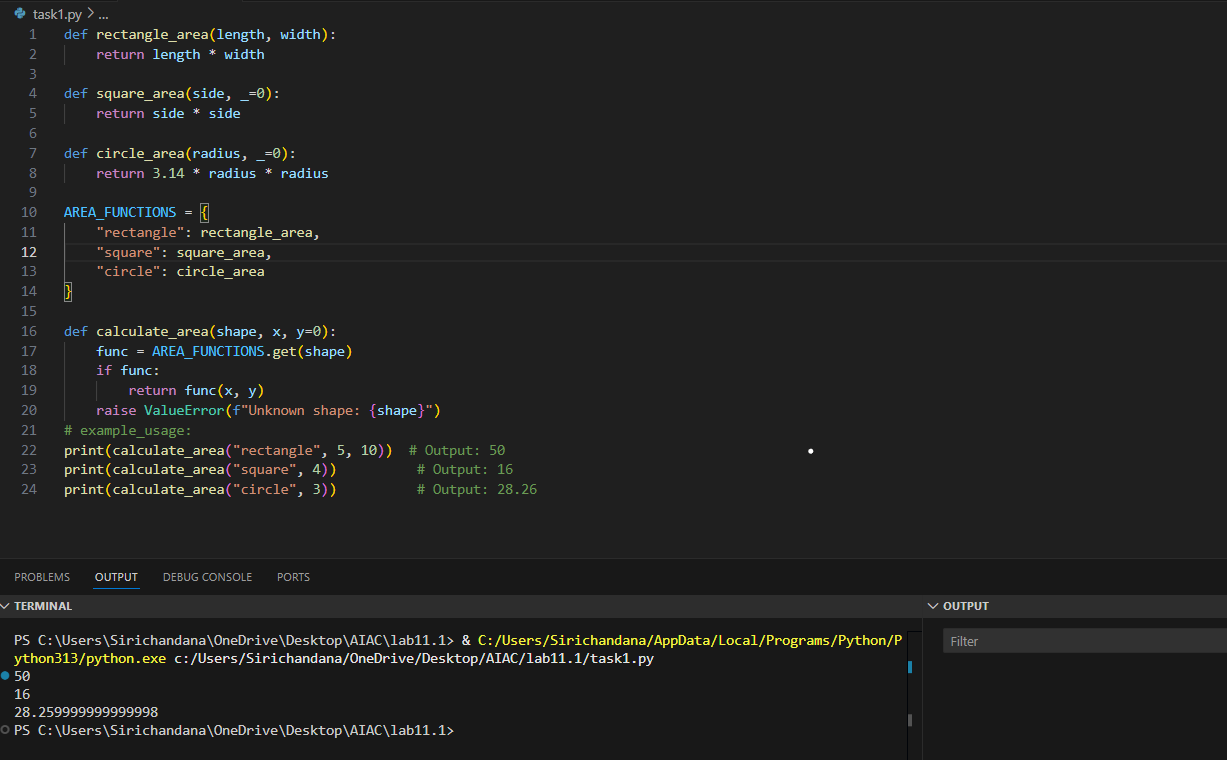 task1.py > ...
1 def rectangle_area(length, width):
2     return length * width
3
4 def square_area(side, _=0):
5     return side * side
6
7 def circle_area(radius, _=0):
8     return 3.14 * radius * radius
9
10 AREA_FUNCTIONS = {
11     "rectangle": rectangle_area,
12     "square": square_area,
13     "circle": circle_area
14 }
15
16 def calculate_area(shape, x, y=0):
17     func = AREA_FUNCTIONS.get(shape)
18     if func:
19         return func(x, y)
20     raise ValueError(f"Unknown shape: {shape}")
21 # example_usage:
22 print(calculate_area("rectangle", 5, 10))  # Output: 50
23 print(calculate_area("square", 4))          # Output: 16
24 print(calculate_area("circle", 3))          # Output: 28.26
PROBLEMS OUTPUT DEBUG CONSOLE PORTS
TERMINAL
PS C:\Users\Sirichandana\OneDrive\Desktop\AIAC\lab11.1> & C:/Users/Sirichandana/AppData/Local/Programs/Python/P
ython313/python.exe c:/Users/Sirichandana/OneDrive/Desktop/AIAC/lab11.1/task1.py
50
16
28.259999999999998
PS C:\Users\Sirichandana\OneDrive\Desktop\AIAC\lab11.1>
OUTPUT
Filter